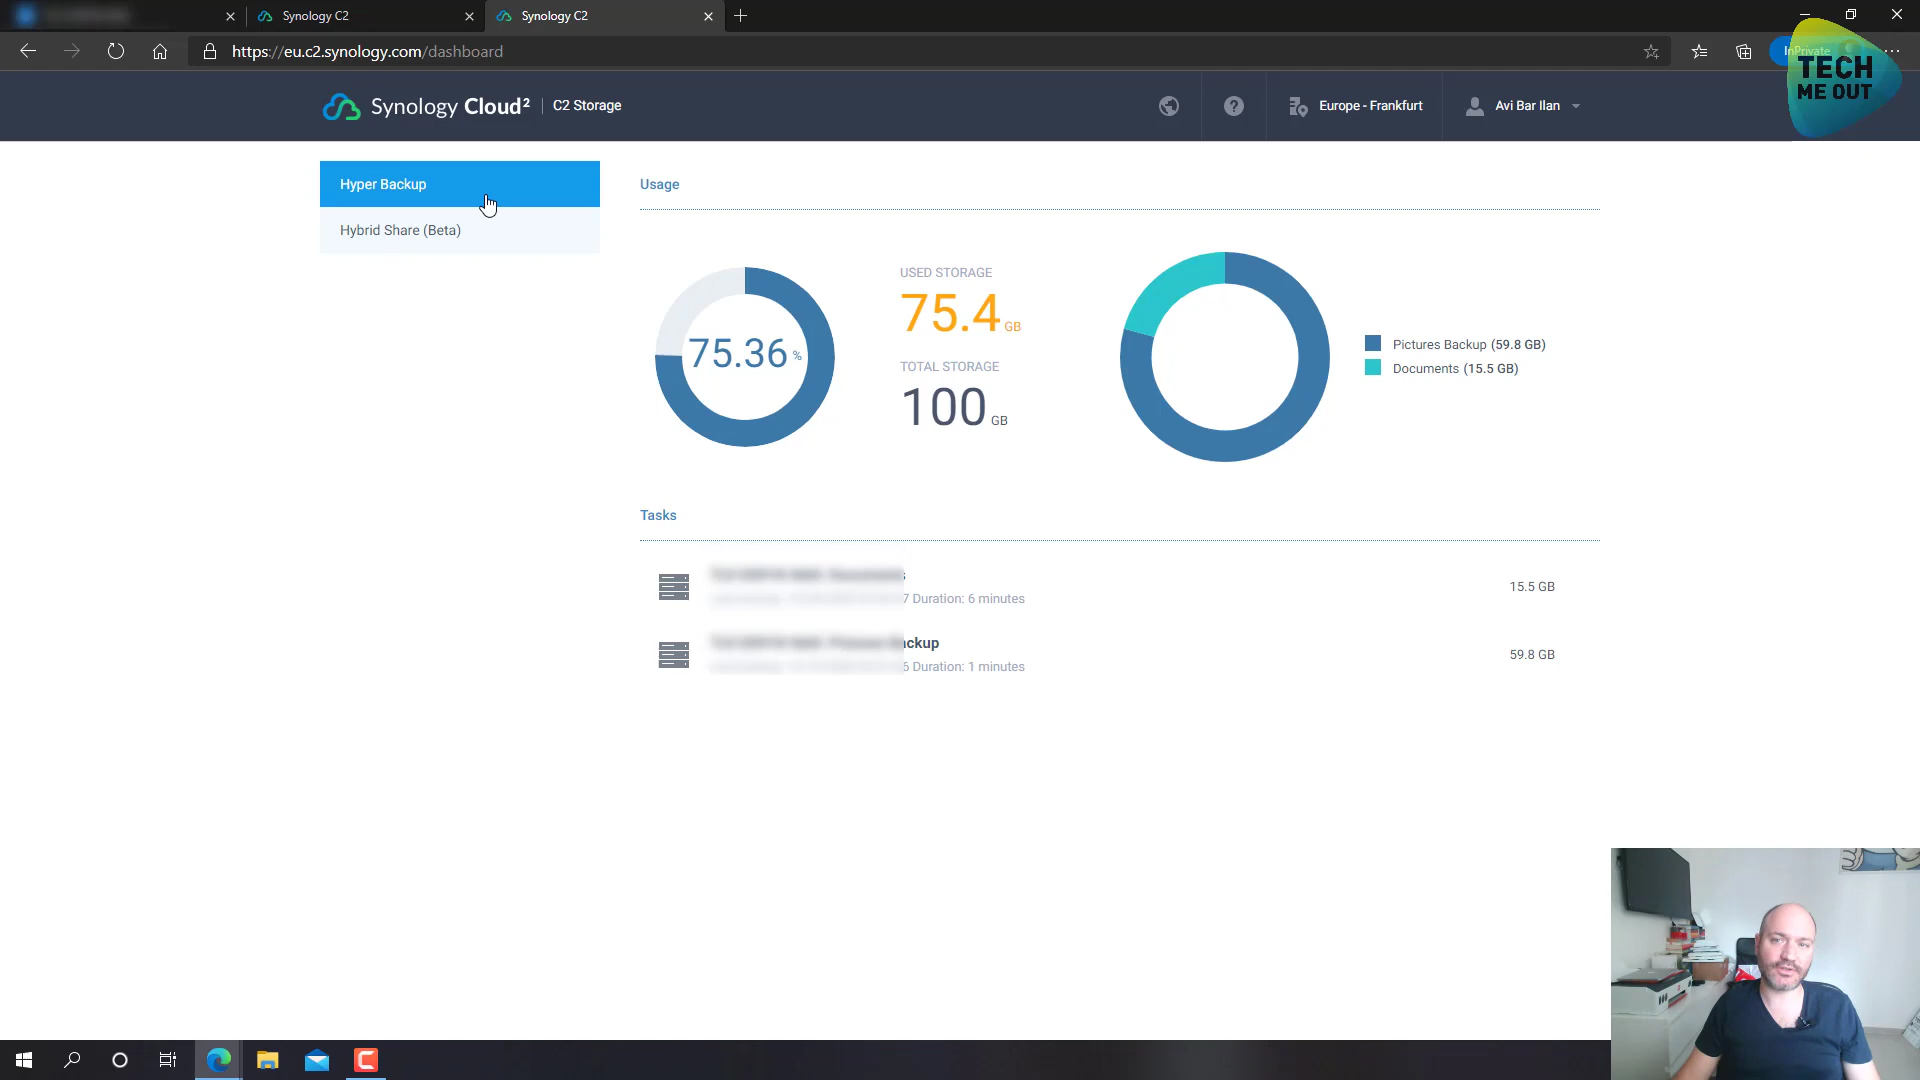 Synology C2
Synology C2
https://eu.c2.synology.com/dashboard
InPrivate
TECH
ME OUT
Synology Cloud² | C2 Storage
Europe - Frankfurt
Avi Bar Ilan
Hyper Backup
Hybrid Share (Beta)
Usage
75.36 %
USED STORAGE
75.4 GB
TOTAL STORAGE
100 GB
Pictures Backup (59.8 GB)
Documents (15.5 GB)
Tasks
7 Duration: 6 minutes
15.5 GB
ackup
6 Duration: 1 minutes
59.8 GB